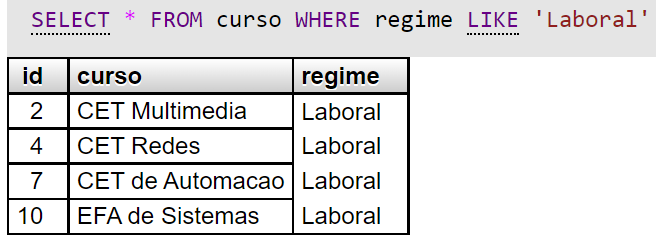 SELECT * FROM curso WHERE regime LIKE 'Laboral'
id curso regime
2 CET Multimedia Laboral
4 CET Redes Laboral
7 CET de Automacao Laboral
10 EFA de Sistemas Laboral